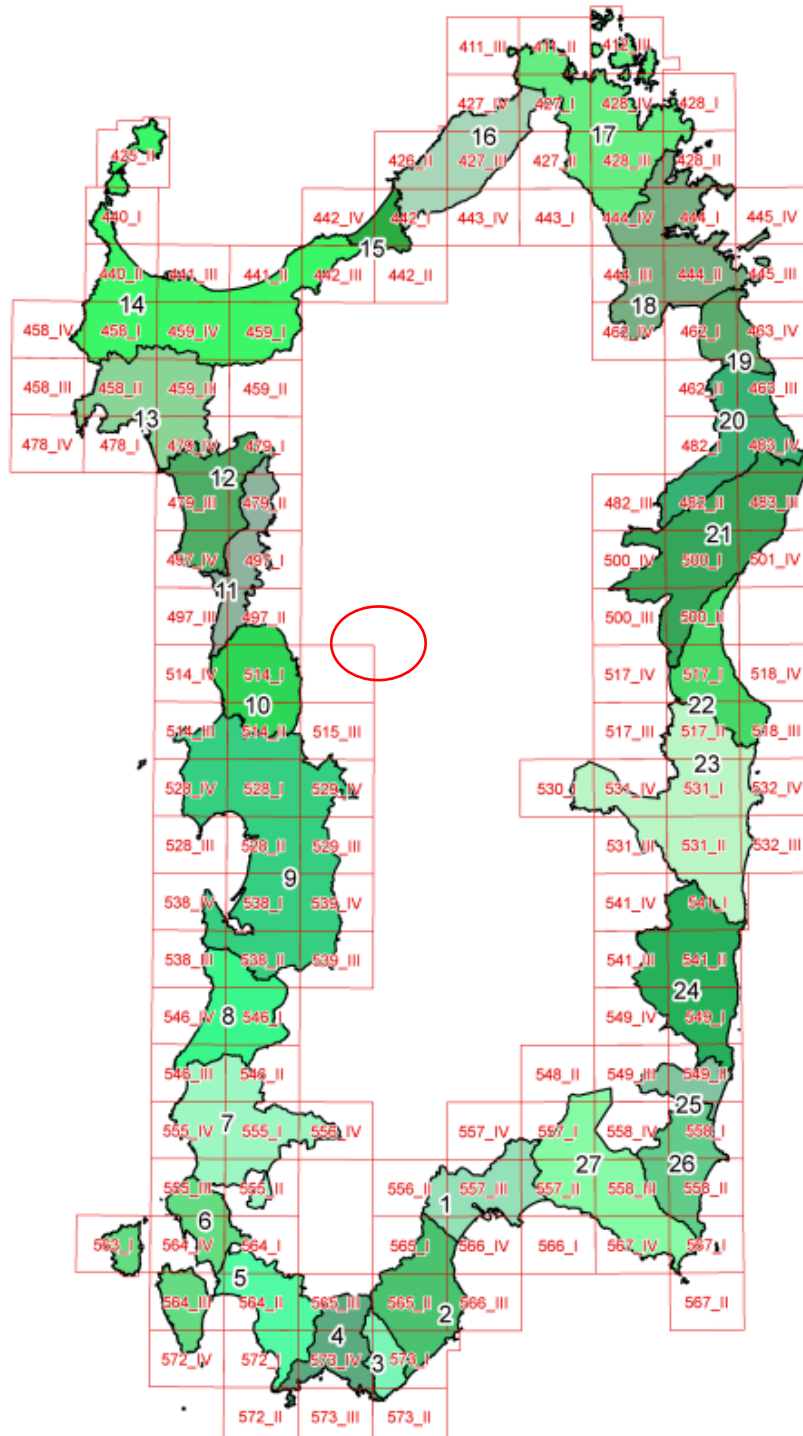 411_III 411_II 412_III
427_IV 427_I 428_IV 428_I
16 17
425_II 426_II 427_III 427_II 428_III 428_II
440_I 442_IV 442_I 443_IV 443_I 444_IV 444_I 445_IV
15
440_II 441_III 441_II 442_III 442_II 444_III 444_II 445_III
14 18
458_IV 458_I 459_IV 459_I 462_IV 462_I 463_IV
19
458_III 458_II 459_III 459_II 462_II 463_III
13 20
478_IV 478_I 479_IV 479_I 482_I 483_IV
12
479_III 479_II 482_III 482_II 483_III
21
497_IV 497_I 500_IV 500_I 501_IV
11
497_III 497_II 500_III 500_II
514_IV 514_I 517_IV 517_I 518_IV
10 22
514_III 514_II 515_III 517_III 517_II 518_III
23
528_IV 528_I 529_IV 530_I 531_IV 531_I 532_IV
528_III 528_II 529_III 531_III 531_II 532_III
9
538_IV 538_I 539_IV 541_IV 541_I
538_III 538_II 539_III 541_III 541_II
24
546_IV 546_I 549_IV 549_I
8
546_III 546_II 548_II 549_III 549_II
25
7
555_IV 555_I 556_IV 557_IV 557_I 558_IV 558_I
27 26
555_III 555_II 556_II 557_III 557_II 558_III 558_II
1
6
563_I 564_IV 564_I 565_I 566_IV 566_I 567_IV 567_I
5
564_III 564_II 565_III 565_II 566_III 567_II
2
4
3
572_IV 572_I 573_IV 573_I
572_II 573_III 573_II